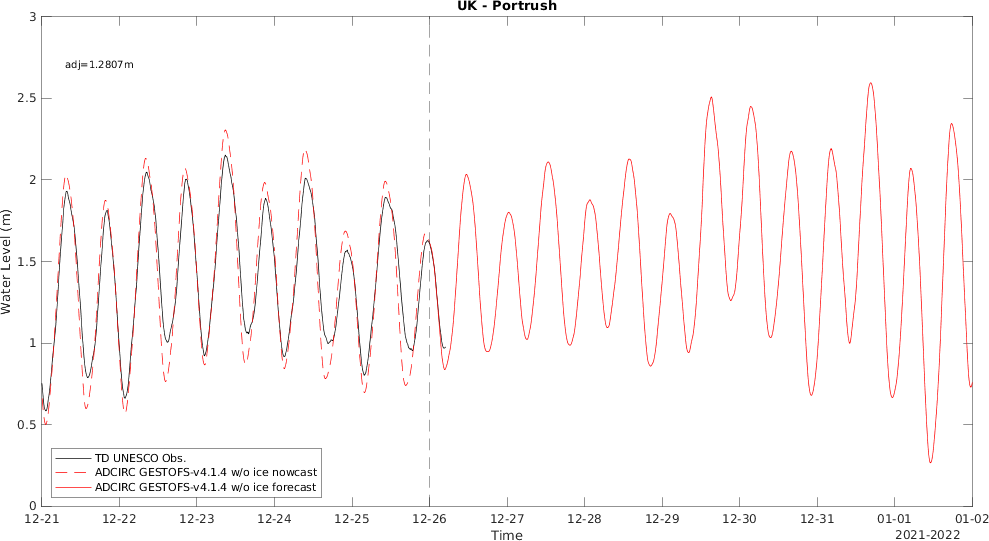 UK - Portrush
3
adj=1.2807m
2.5
2
1.5
1
0.5
0
Water Level (m)
TD UNESCO Obs.
ADCIRC GESTOFS-v4.1.4 w/o ice nowcast
ADCIRC GESTOFS-v4.1.4 w/o ice forecast
12-21 12-22 12-23 12-24 12-25 12-26 12-27 12-28 12-29 12-30 12-31 01-01 01-02
Time
2021-2022